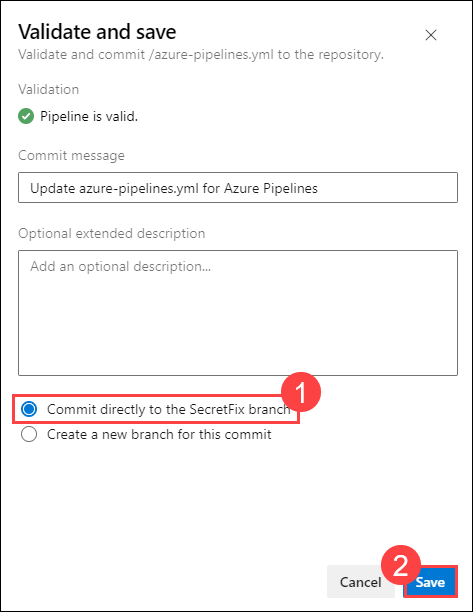 Validate and save
Validate and commit /azure-pipelines.yml to the repository.
Validation
Pipeline is valid.
Commit message
Update azure-pipelines.yml for Azure Pipelines
Optional extended description
Add an optional description...
1
Commit directly to the SecretFix branch
Create a new branch for this commit
2
Cancel Save